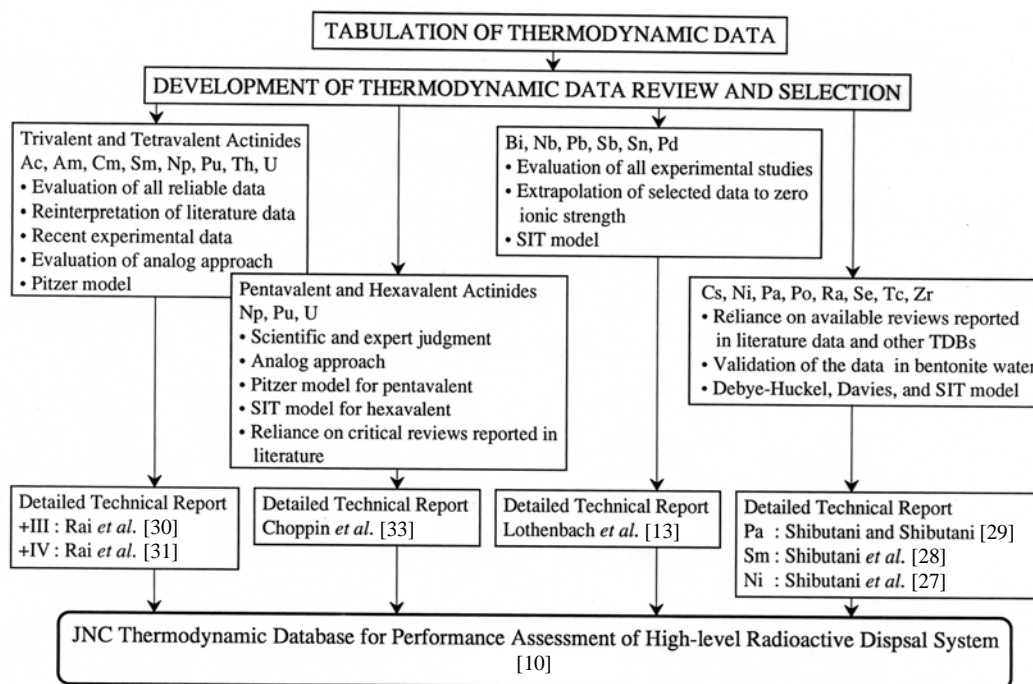 TABULATION OF THERMODYNAMIC DATA
DEVELOPMENT OF THERMODYNAMIC DATA REVIEW AND SELECTION
Trivalent and Tetravalent Actinides
Ac, Am, Cm, Sm, Np, Pu, Th, U
• Evaluation of all reliable data
• Reinterpretation of literature data
• Recent experimental data
• Evaluation of analog approach
• Pitzer model
Pentavalent and Hexavalent Actinides
Np, Pu, U
• Scientific and expert judgment
• Analog approach
• Pitzer model for pentavalent
• SIT model for hexavalent
• Reliance on critical reviews reported in
literature
Bi, Nb, Pb, Sb, Sn, Pd
• Evaluation of all experimental studies
• Extrapolation of selected data to zero
ionic strength
• SIT model
Cs, Ni, Pa, Po, Ra, Se, Tc, Zr
• Reliance on available reviews reported
in literature data and other TDBs
• Validation of the data in bentonite water
• Debye-Huckel, Davies, and SIT model
Detailed Technical Report
+III : Rai et al. [30]
+IV : Rai et al. [31]
Detailed Technical Report
Choppin et al. [33]
Detailed Technical Report
Lothenbach et al. [13]
Detailed Technical Report
Pa : Shibutani and Shibutani [29]
Sm : Shibutani et al. [28]
Ni : Shibutani et al. [27]
JNC Thermodynamic Database for Performance Assessment of High-level Radioactive Dispsal System
[10]